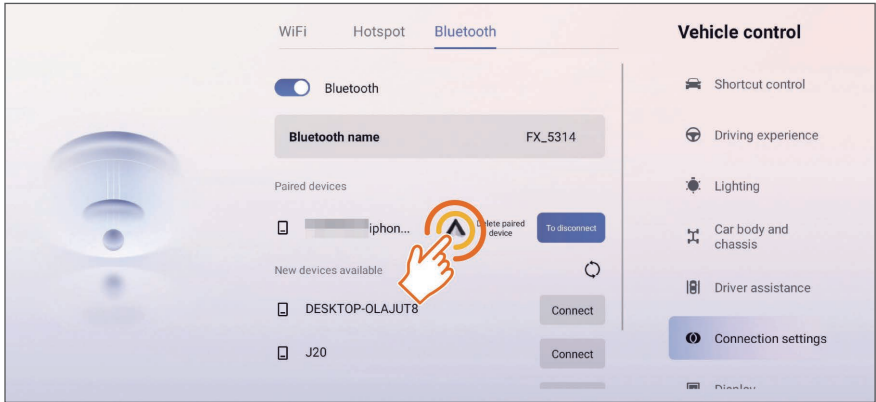 WiFi Hotspot Bluetooth
Bluetooth
Bluetooth name FX_5314
Paired devices
iphon... Delete paired
device To disconnect
New devices available
DESKTOP-OLAJUT8 Connect
J20 Connect
Vehicle control
Shortcut control
Driving experience
Lighting
Car body and
chassis
Driver assistance
Connection settings
Display